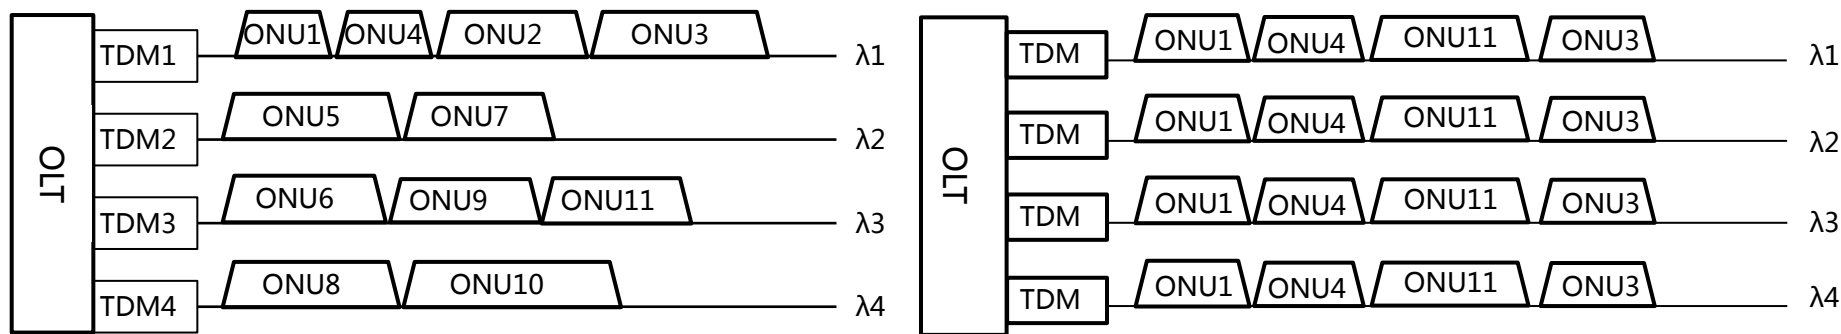 OLT
TDM1 ONU1 ONU4 ONU2 ONU3 λ1
TDM2 ONU5 ONU7 λ2
TDM3 ONU6 ONU9 ONU11 λ3
TDM4 ONU8 ONU10 λ4
OLT
TDM ONU1 ONU4 ONU11 ONU3 λ1
TDM ONU1 ONU4 ONU11 ONU3 λ2
TDM ONU1 ONU4 ONU11 ONU3 λ3
TDM ONU1 ONU4 ONU11 ONU3 λ4